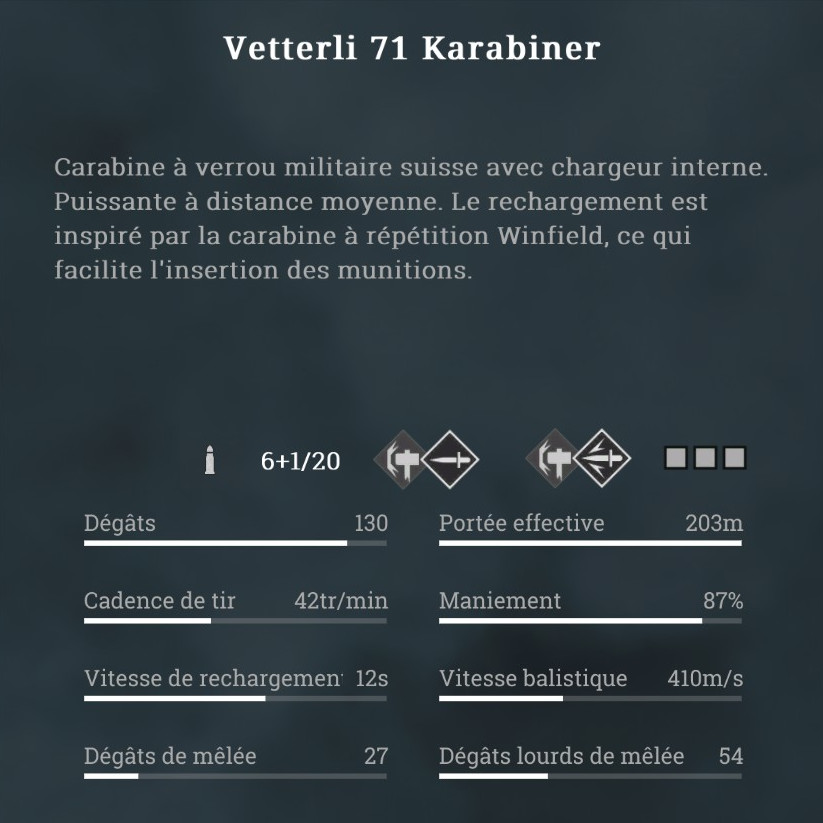 Vetterli 71 Karabiner
Carabine à verrou militaire suisse avec chargeur interne.
Puissante à distance moyenne. Le rechargement est
inspiré par la carabine à répétition Winfield, ce qui
facilite l'insertion des munitions.
6+1/20
Dégâts 130 Portée effective 203m
Cadence de tir 42tr/min Maniement 87%
Vitesse de rechargemen 12s Vitesse balistique 410m/s
Dégâts de mêlée 27 Dégâts lourds de mêlée 54